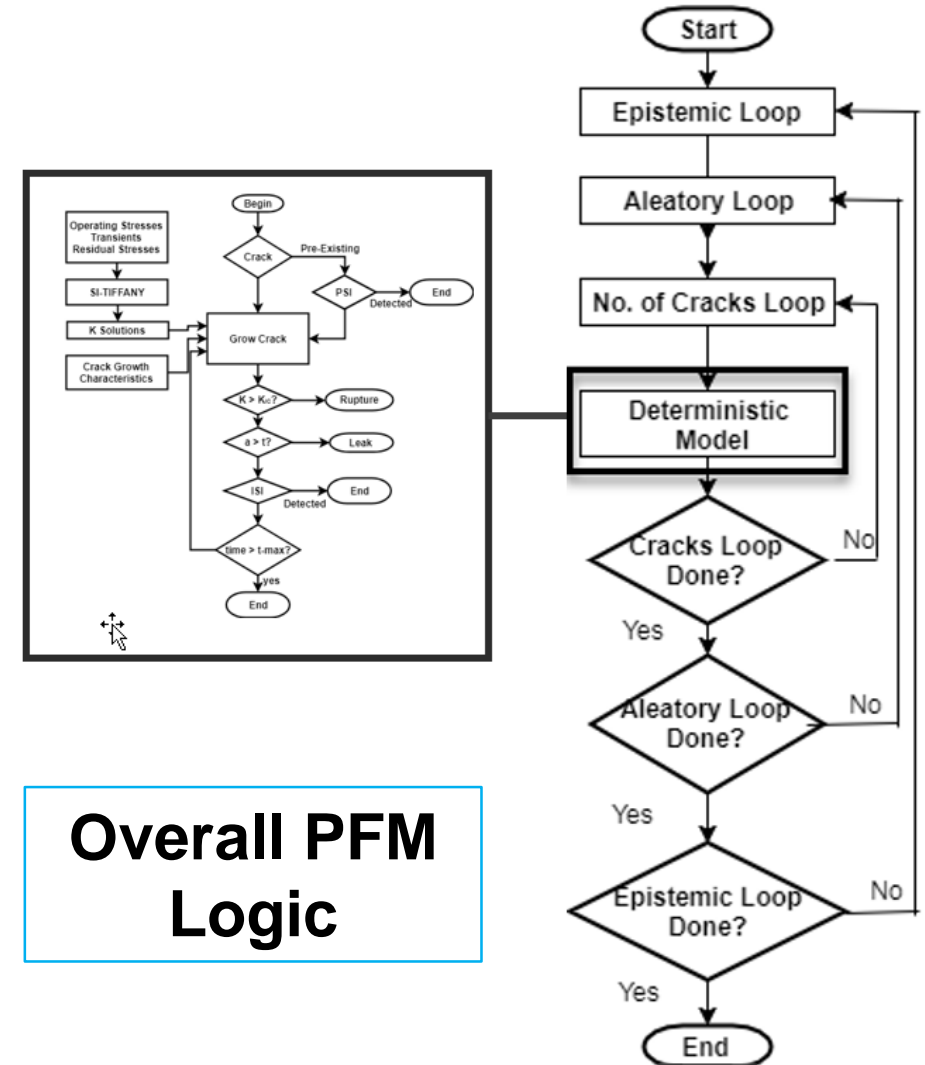 Start
Epistemic Loop
Aleatory Loop
No. of Cracks Loop
Deterministic
Model
Cracks Loop
Done?
No
Yes
Aleatory Loop
Done?
No
Yes
Epistemic Loop
Done?
No
Yes
End
Begin
Operating Stresses
Transients
Residual Stresses
Crack
Pre-Existing
SI-TIFFANY
PSI
Detected
End
K Solutions
Grow Crack
Crack Growth
Characteristics
K > KIC?
Rupture
a > t?
Leak
ISI
Detected
End
time > t-max?
yes
End
Overall PFM
Logic